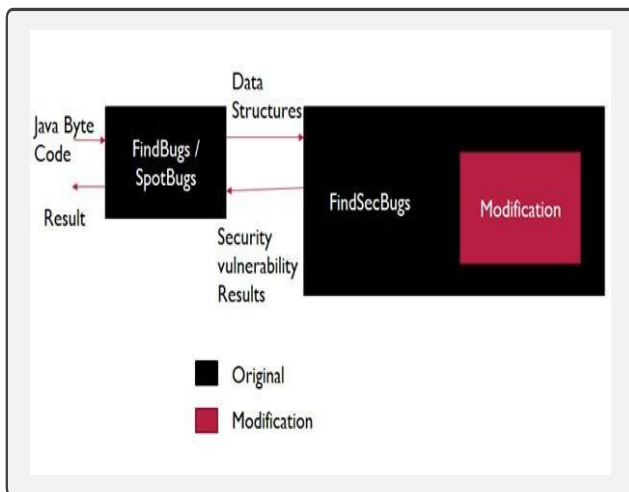 Data
Structures
Java Byte
Code
FindBugs /
SpotBugs
Result
FindSecBugs
Modification
Security
vulnerability
Results
Original
Modification